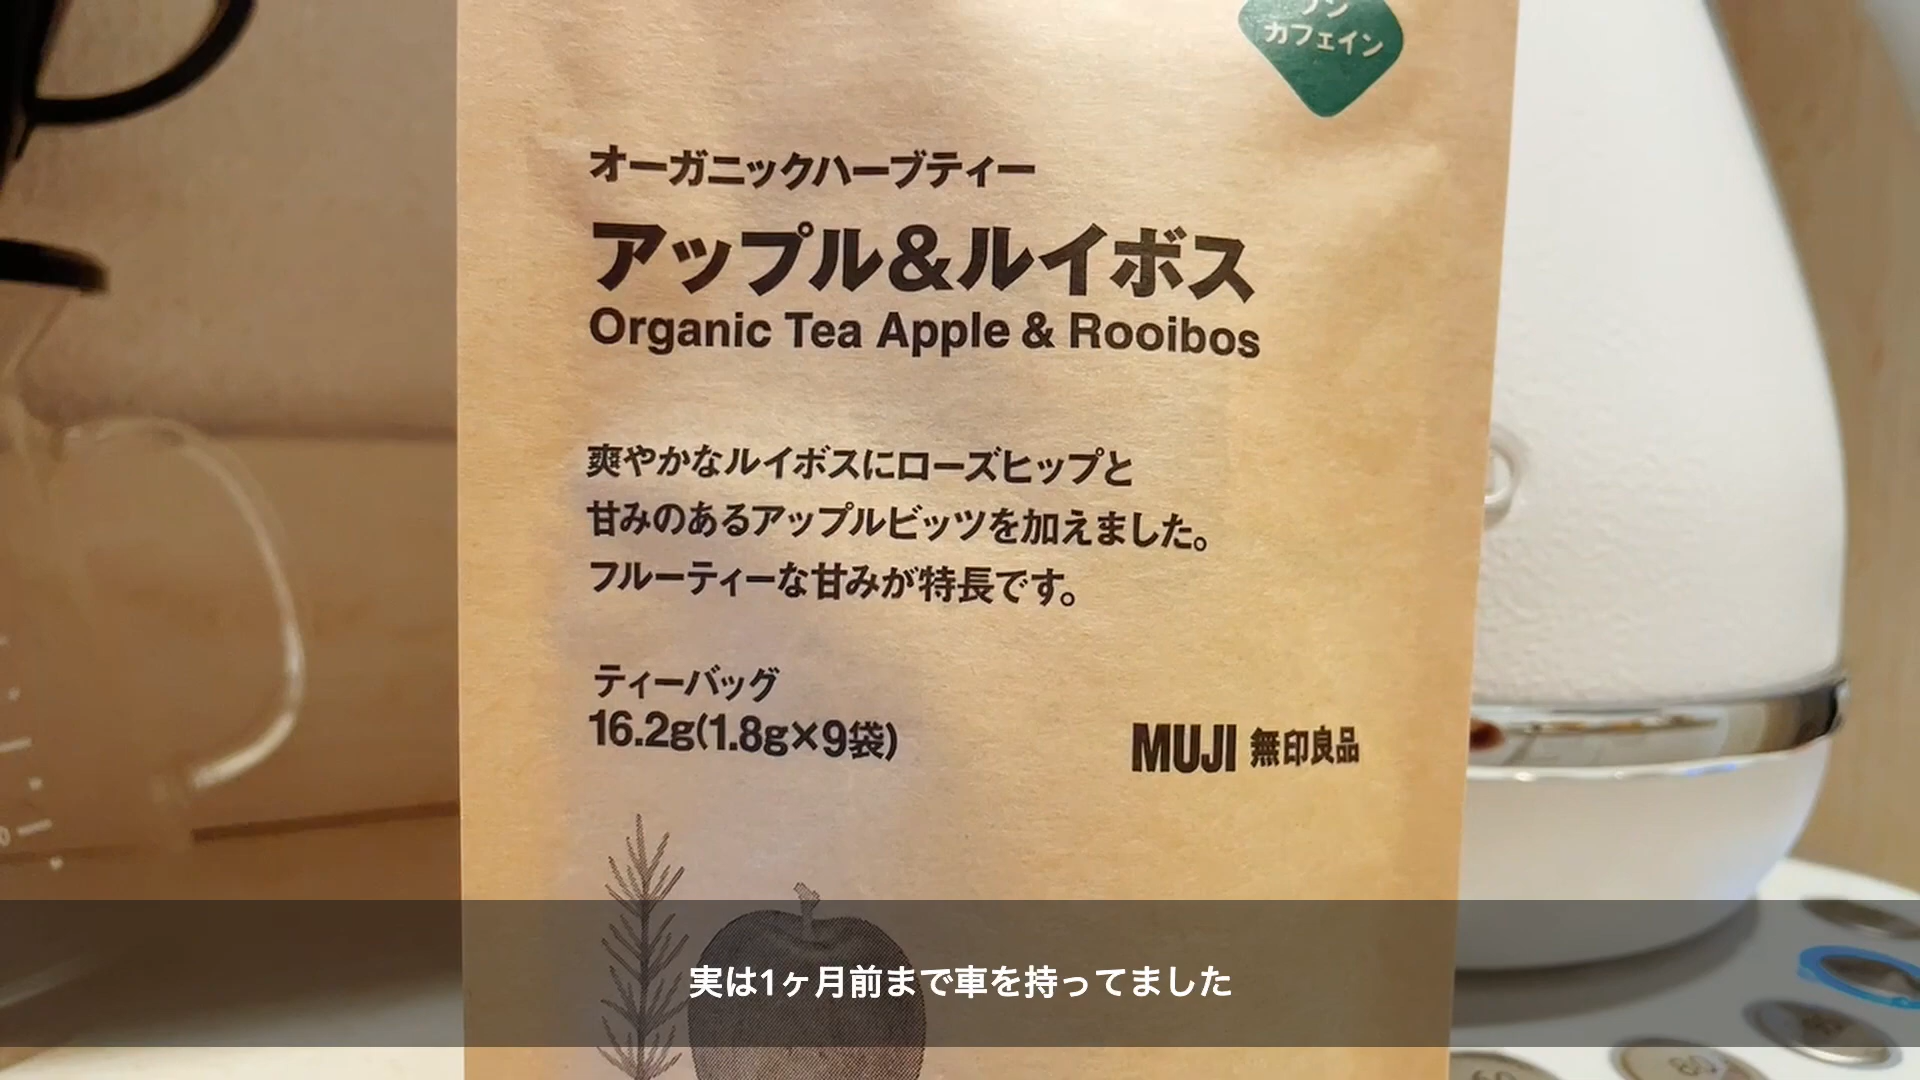 カフェイン
オーガニックハーブティー
アップル&ルイボス
Organic Tea Apple & Rooibos
爽やかなルイボスにローズヒップと
甘みのあるアップルビッツを加えました。
フルーティーな甘みが特長です。
ティーバッグ
16.2g(1.8g×9袋)
MUJI 無印良品
実は1ヶ月前まで車を持ってました
80